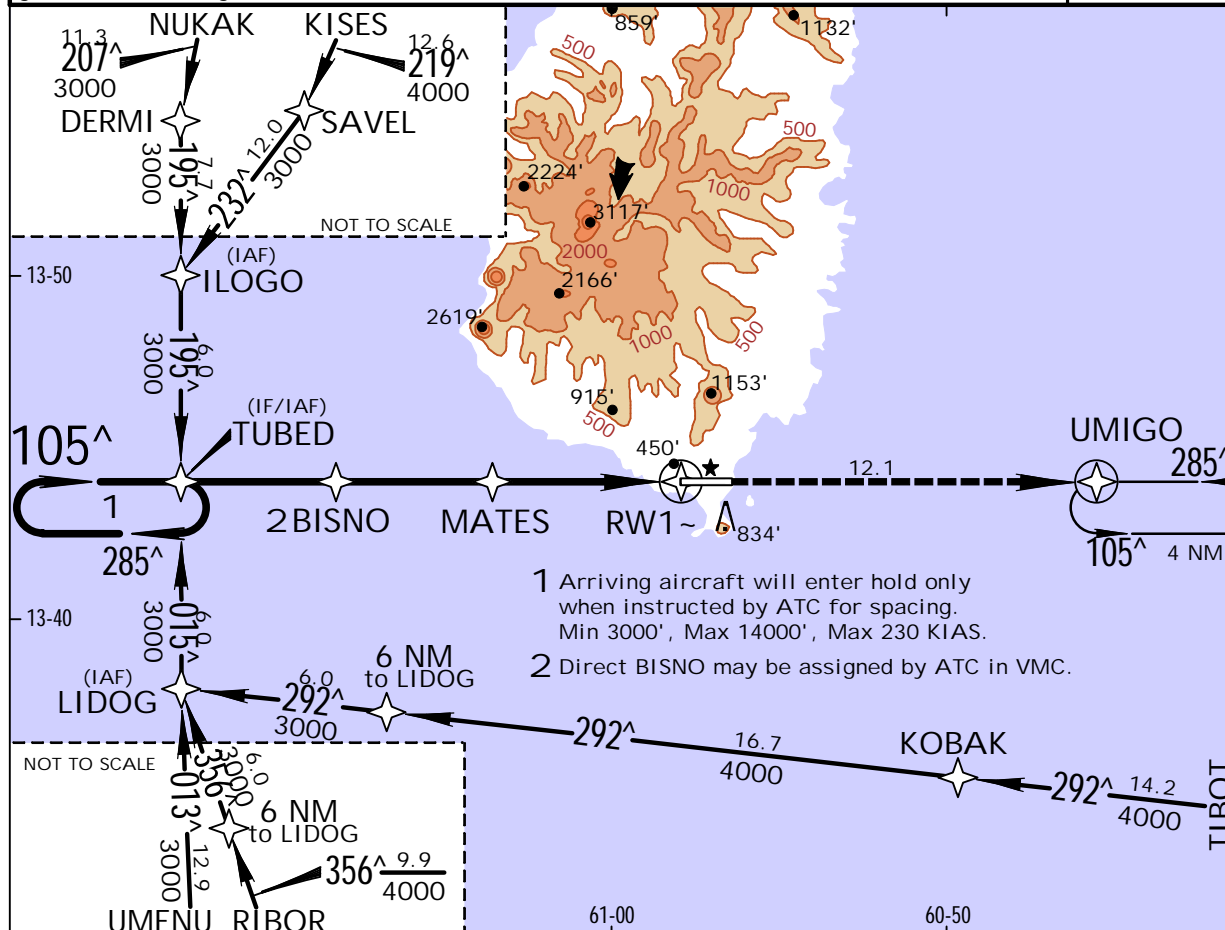 NUKAK
KISES
11.3
207^
3000
12.6
219^
4000
DERMI
SAVEL
7.7
195^
3000
12.0
232^
3000
NOT TO SCALE
859'
1132'
500
500
1000
2224'
3117'
2000
2166'
2619'
1000
500
1153'
915'
500
450'
13-50
(IAF)
ILOGO
6.0
195^
3000
(IF/IAF)
TUBED
105^
1
285^
2BISNO
MATES
RW1~
834'
12.1
UMIGO
285^
105^
4 NM
1 Arriving aircraft will enter hold only
when instructed by ATC for spacing.
Min 3000', Max 14000', Max 230 KIAS.
2 Direct BISNO may be assigned by ATC in VMC.
13-40
6.0
015^
3000
(IAF)
LIDOG
6.0
292^
3000
6 NM
to LIDOG
292^
16.7
4000
KOBAK
292^
14.2
4000
TIBOT
NOT TO SCALE
013^
12.9
3000
6.0
356^
3000
6 NM
to LIDOG
356^
9.9
4000
UMENU
RIBOR
61-00
60-50